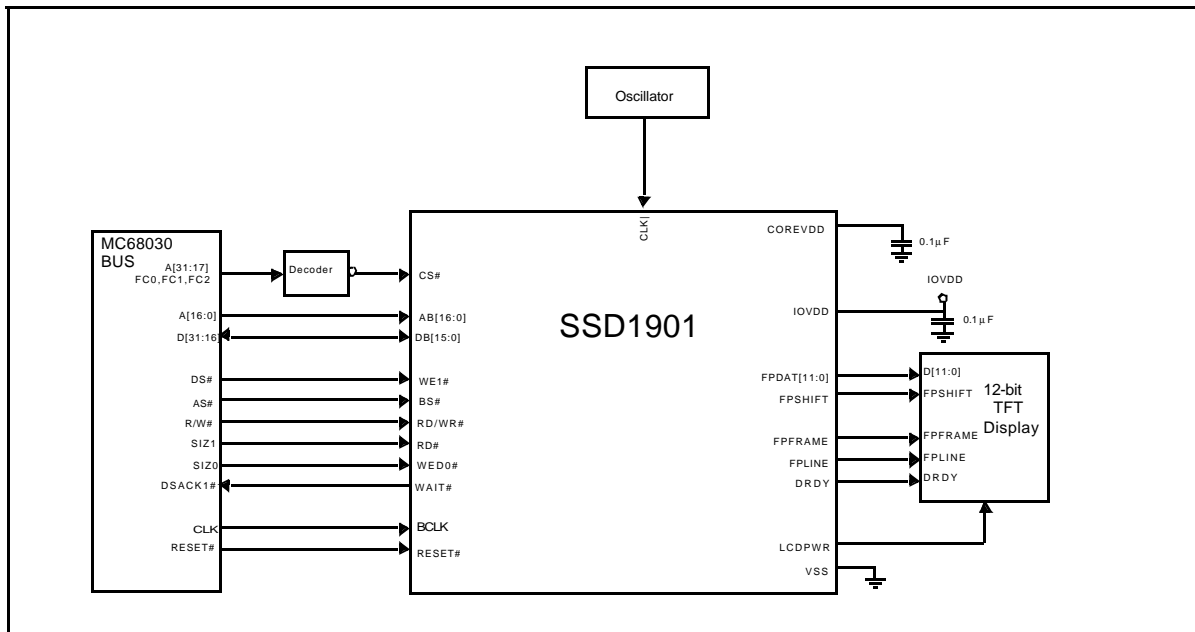 Oscillator
CLKI
MC68030
BUS
A[31:17]
FC0,FC1,FC2
Decoder
CS#
A[16:0]
AB[16:0]
D[31:16]
DB[15:0]
DS#
WE1#
AS#
BS#
R/W#
RD/WR#
SIZ1
RD#
SIZ0
WED0#
DSACK1#
WAIT#
CLK
BCLK
RESET#
RESET#
SSD1901
COREVDD
0.1µF
IOVDD
IOVDD
0.1µF
FPDAT[11:0]
D[11:0]
FPSHIFT
FPSHIFT
12-bit
TFT
Display
FPFRAME
FPFRAME
FPLINE
FPLINE
DRDY
DRDY
LCDPWR
VSS